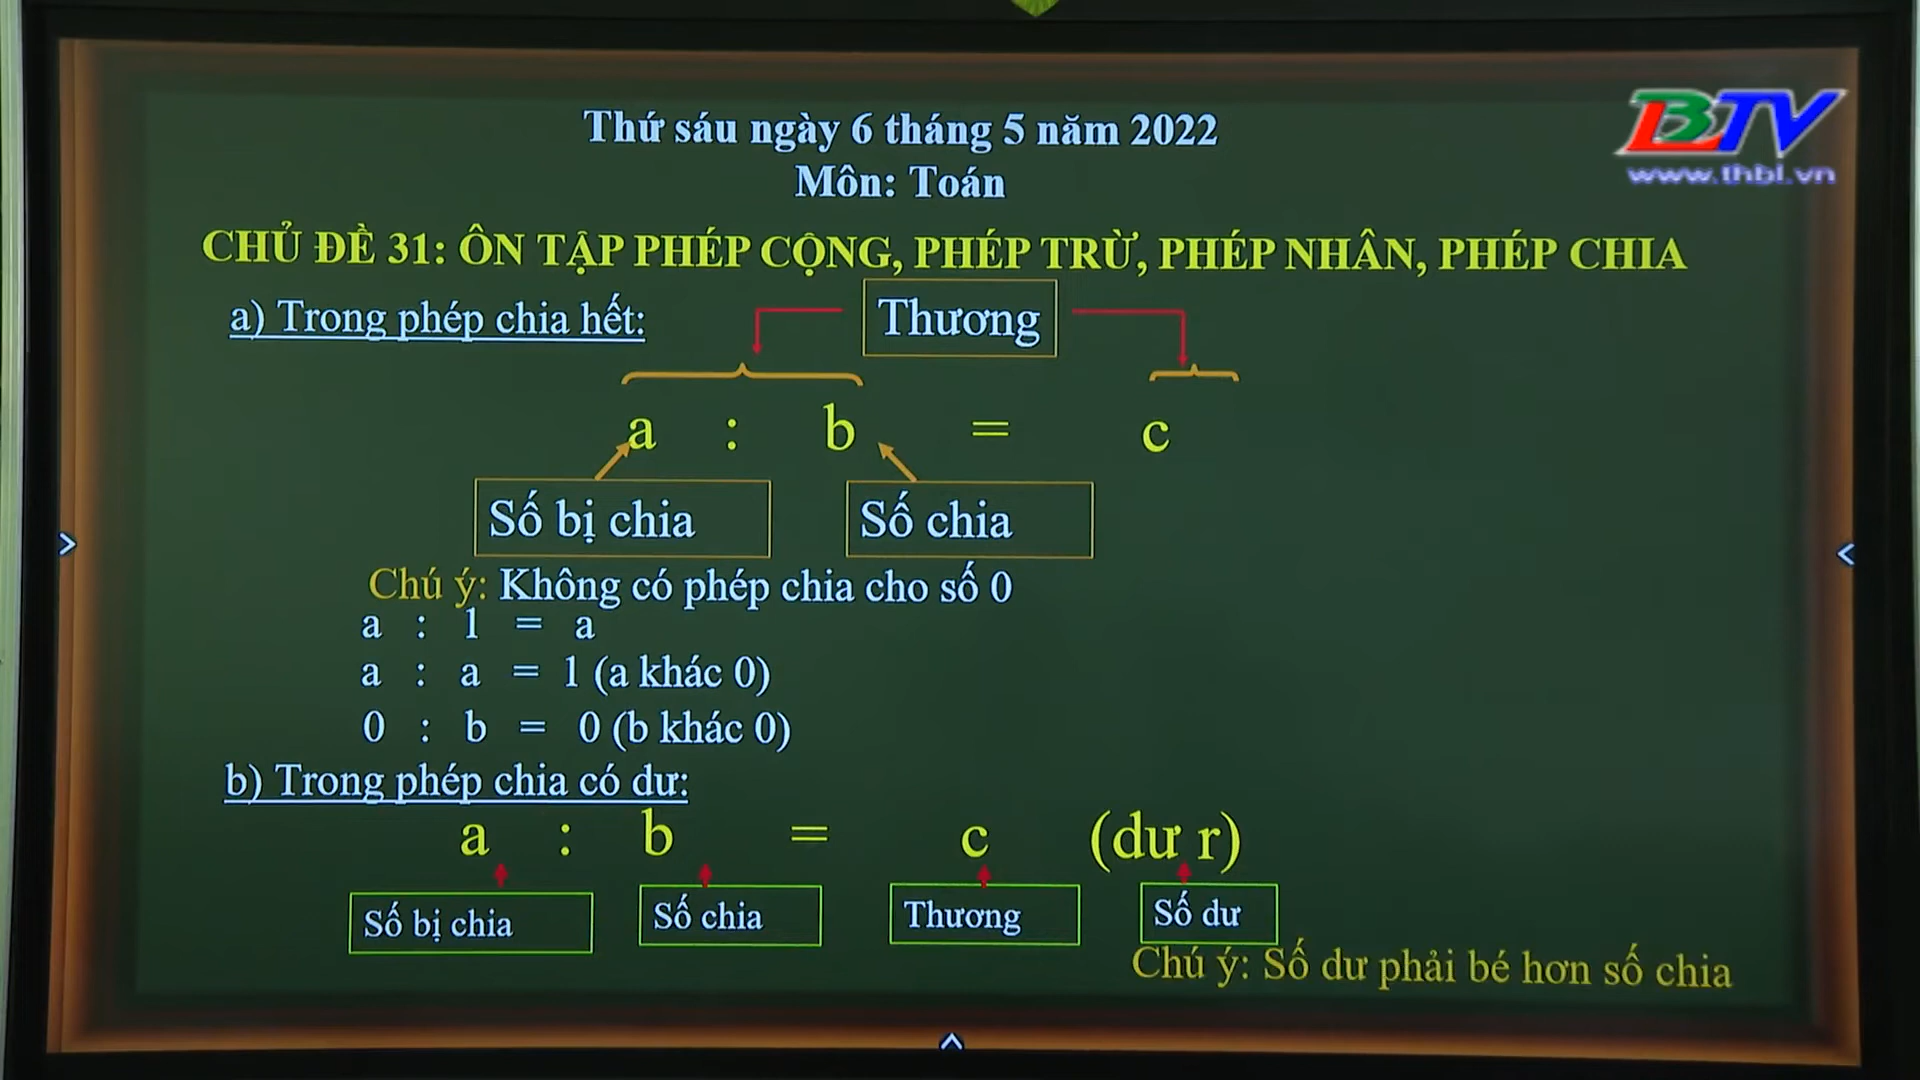 BTV
www.thbl.vn
Thứ sáu ngày 6 tháng 5 năm 2022
Môn: Toán
CHỦ ĐỀ 31: ÔN TẬP PHÉP CỘNG, PHÉP TRỪ, PHÉP NHÂN, PHÉP CHIA
a) Trong phép chia hết:
Thương
a : b = c
Số bị chia Số chia
Chú ý: Không có phép chia cho số 0
a : 1 = a
a : a = 1 (a khác 0)
0 : b = 0 (b khác 0)
b) Trong phép chia có dư:
a : b = c (dư r)
Số bị chia Số chia Thương Số dư
Chú ý: Số dư phải bé hơn số chia